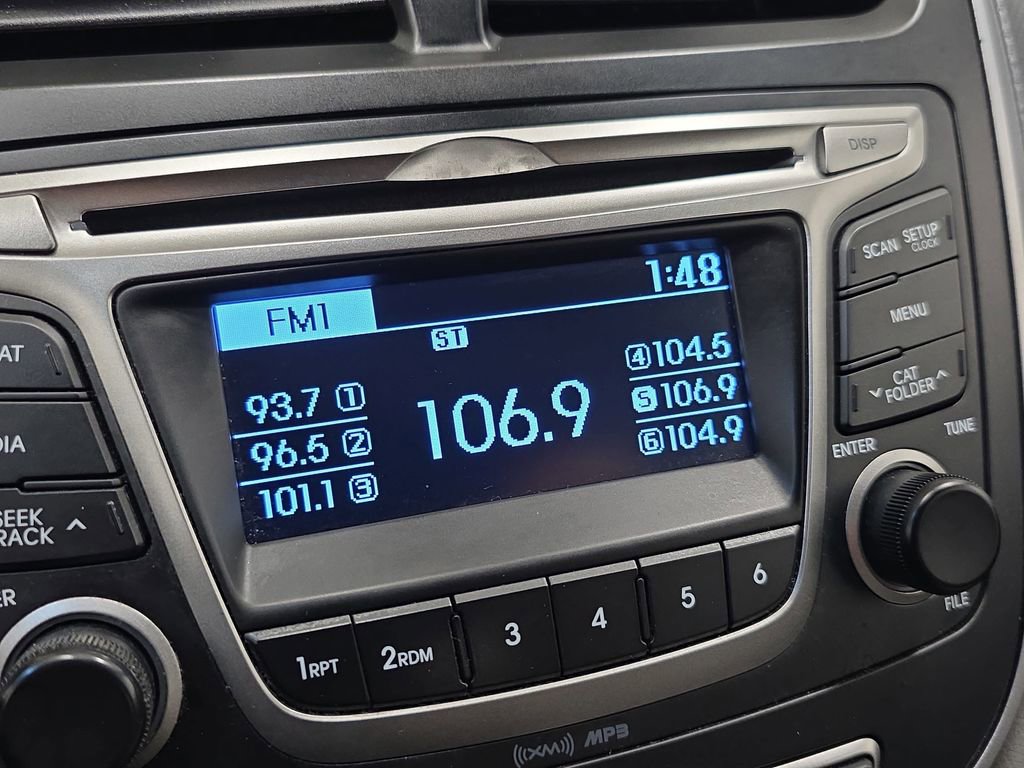 DISP
SCAN SETUP
CLOCK
MENU
CAT
FOLDER
ENTER
TUNE
FILE
FM1
1:48
ST
93.7 1
96.5 2
101.1 3
106.9
4 104.5
5 106.9
6 104.9
SEEK
1RPT
2RDM
3
4
5
6
XM
MP3